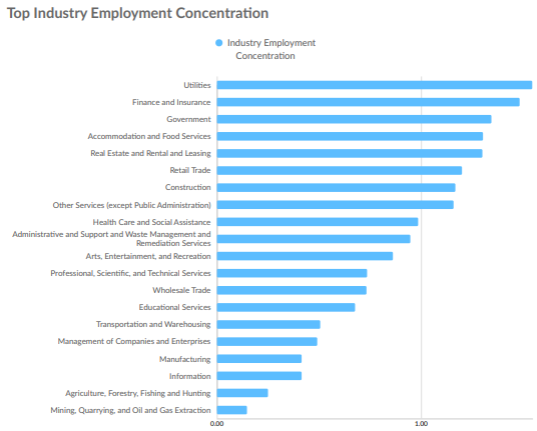 Top Industry Employment Concentration
Industry Employment
Concentration
Utilities
Finance and Insurance
Government
Accommodation and Food Services
Real Estate and Rental and Leasing
Retail Trade
Construction
Other Services (except Public Administration)
Health Care and Social Assistance
Administrative and Support and Waste Management and
Remediation Services
Arts, Entertainment, and Recreation
Professional, Scientific, and Technical Services
Wholesale Trade
Educational Services
Transportation and Warehousing
Management of Companies and Enterprises
Manufacturing
Information
Agriculture, Forestry, Fishing and Hunting
Mining, Quarrying, and Oil and Gas Extraction
0.00 1.00